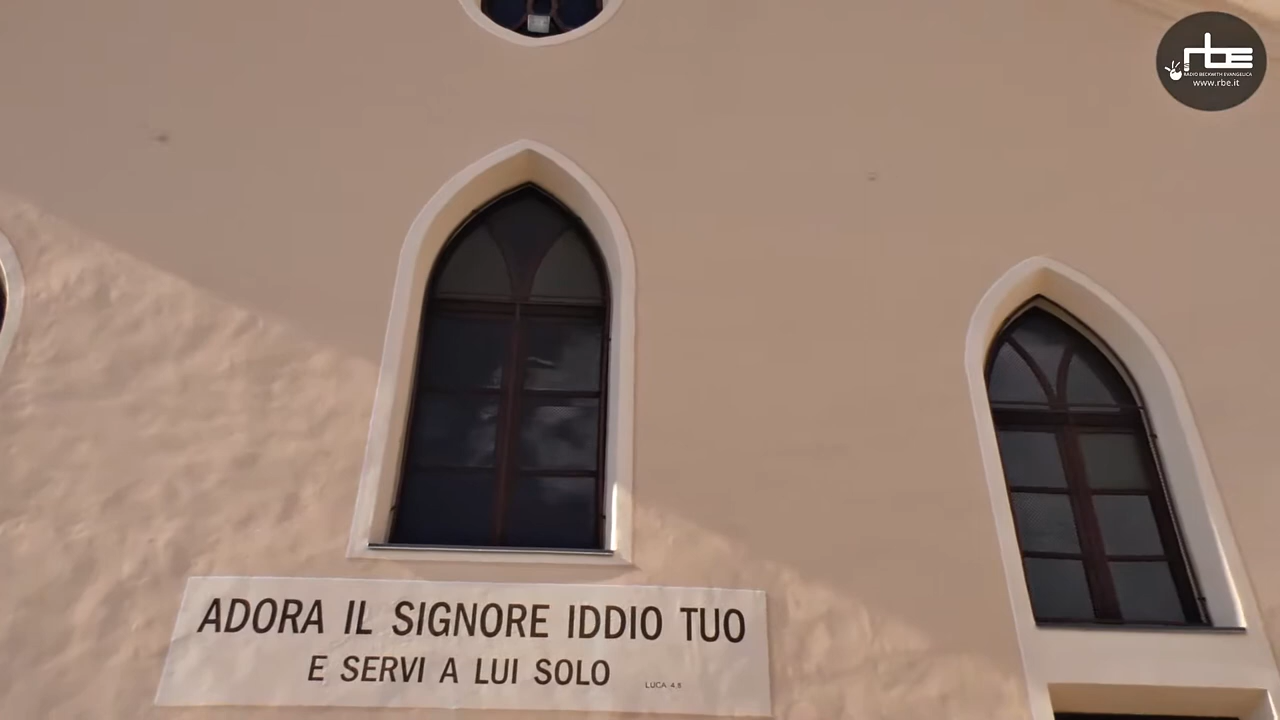 rbe
RADIO BECKWITH EVANGELICA
www.rbe.it
ADORA IL SIGNORE IDDIO TUO
E SERVI A LUI SOLO
LUCA 4.8